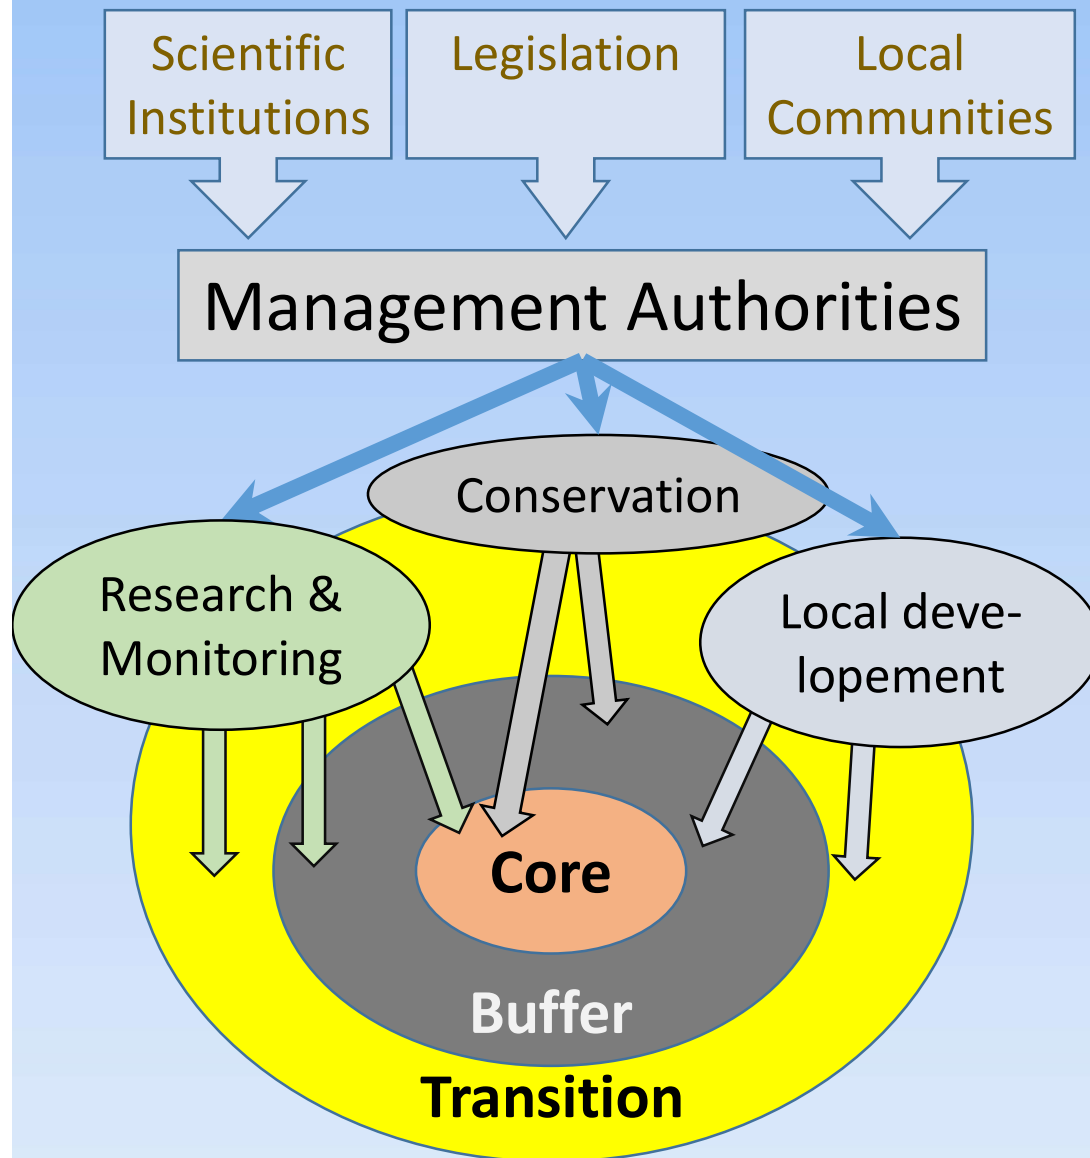 Scientific
Institutions
Legislation
Local
Communities
Management Authorities
Conservation
Research &
Monitoring
Local deve-
lopement
Core
Buffer
Transition